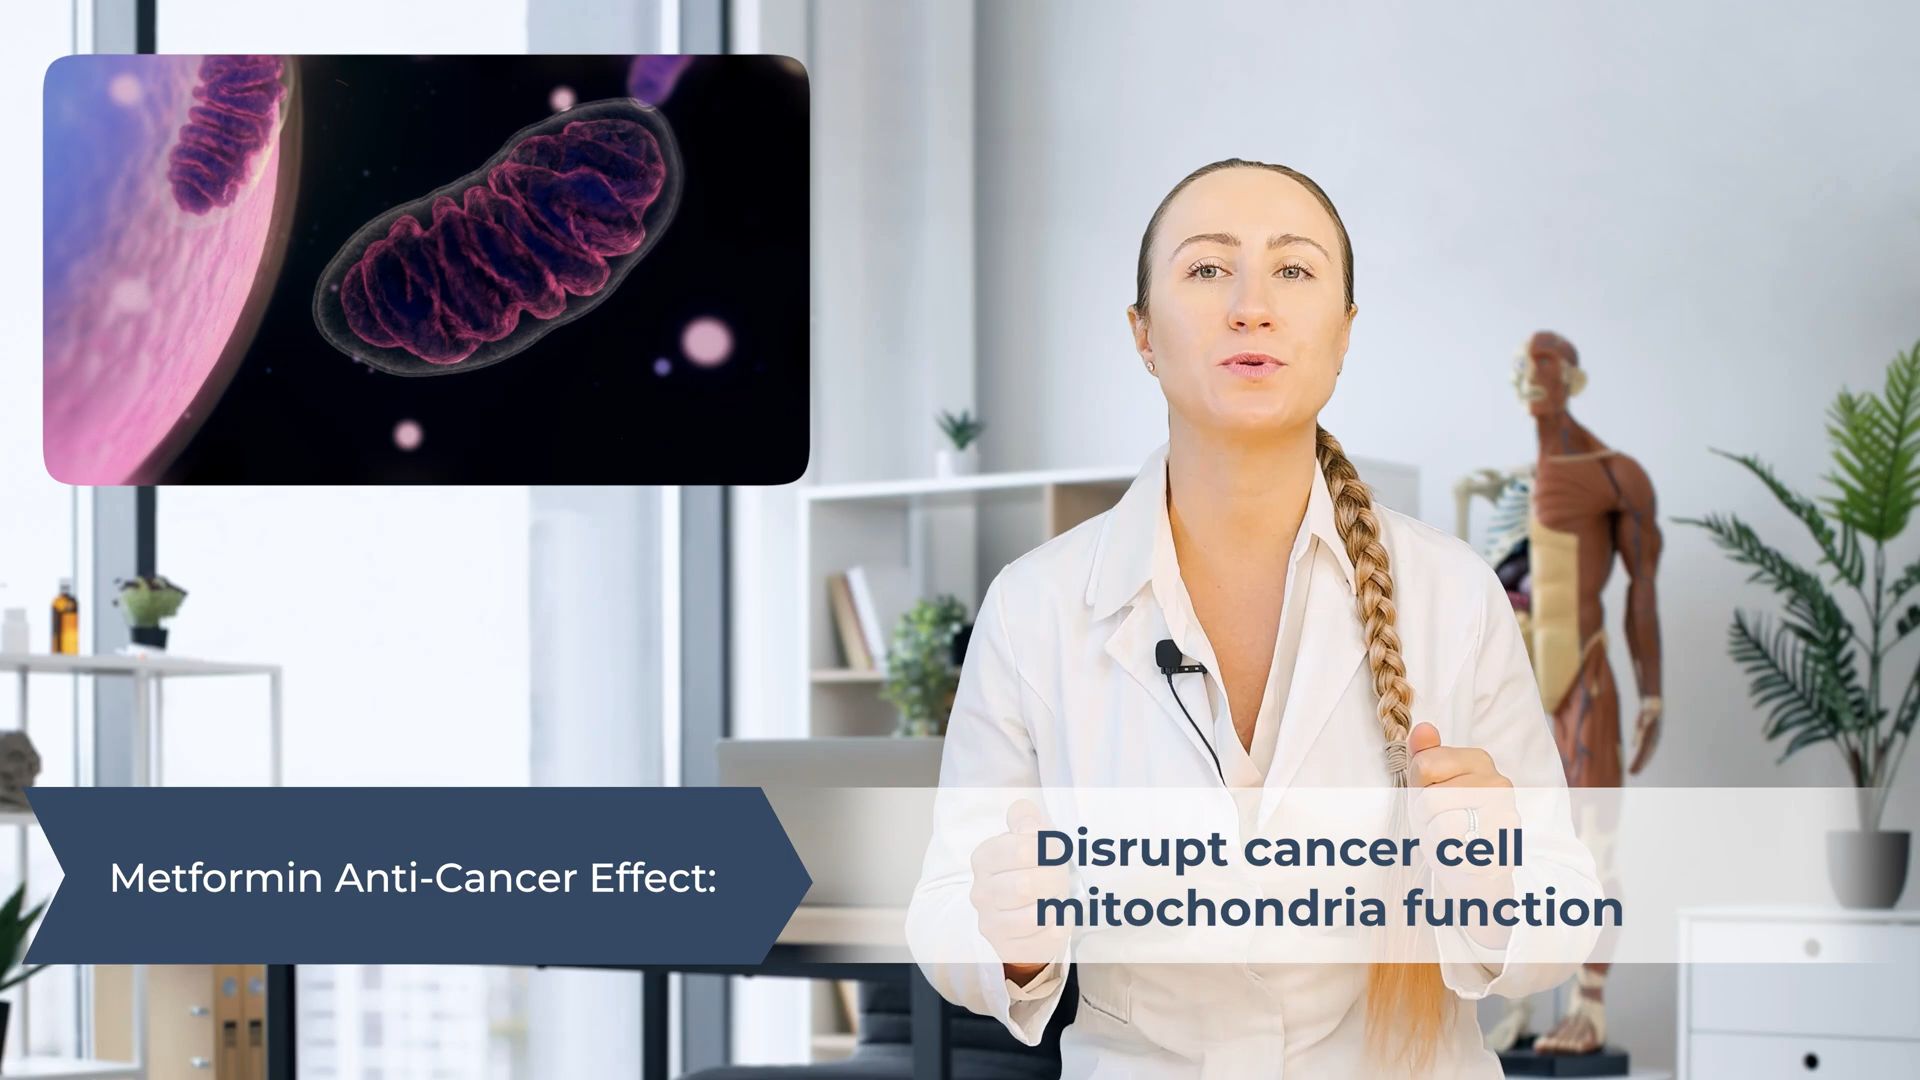 Metformin Anti-Cancer Effect:
Disrupt cancer cell
mitochondria function